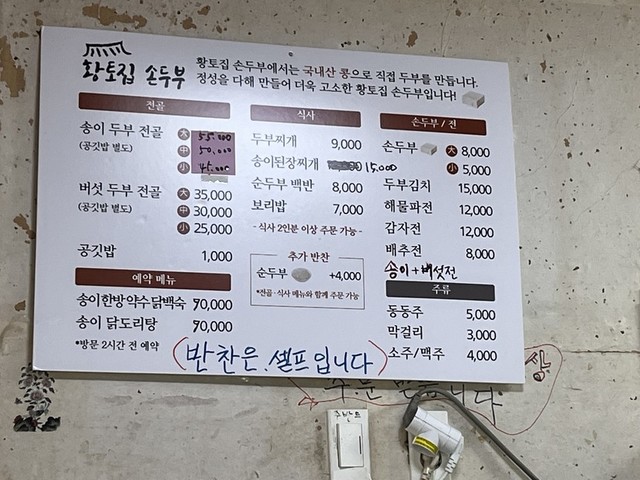 황토집 손두부
황토집 손두부에서는 국내산 콩으로 직접 두부를 만듭니다.
정성을 다해 만들어 더욱 고소한 황토집 손두부입니다!
전골
송이 두부 전골 大 55,000
(공깃밥 별도) 中 50,000
小 45,000
버섯 두부 전골 大 35,000
(공깃밥 별도) 中 30,000
小 25,000
공깃밥 1,000
예약 메뉴
송이한방약수닭백숙 70,000
송이 닭도리탕 70,000
*방문 2시간 전 예약
식사
두부찌개 9,000
송이된장찌개 15.000
순두부 백반 8,000
보리밥 7,000
- 식사 2인분 이상 주문 가능 -
추가 반찬
순두부 +4,000
*전골·식사 메뉴와 함께 주문 가능
손두부 / 전
손두부 大 8,000
小 5,000
두부김치 15,000
해물파전 12,000
감자전 12,000
배추전 8,000
송이+버섯전
주류
동동주 5,000
막걸리 3,000
소주/맥주 4,000
(반찬은.셀프입니다)